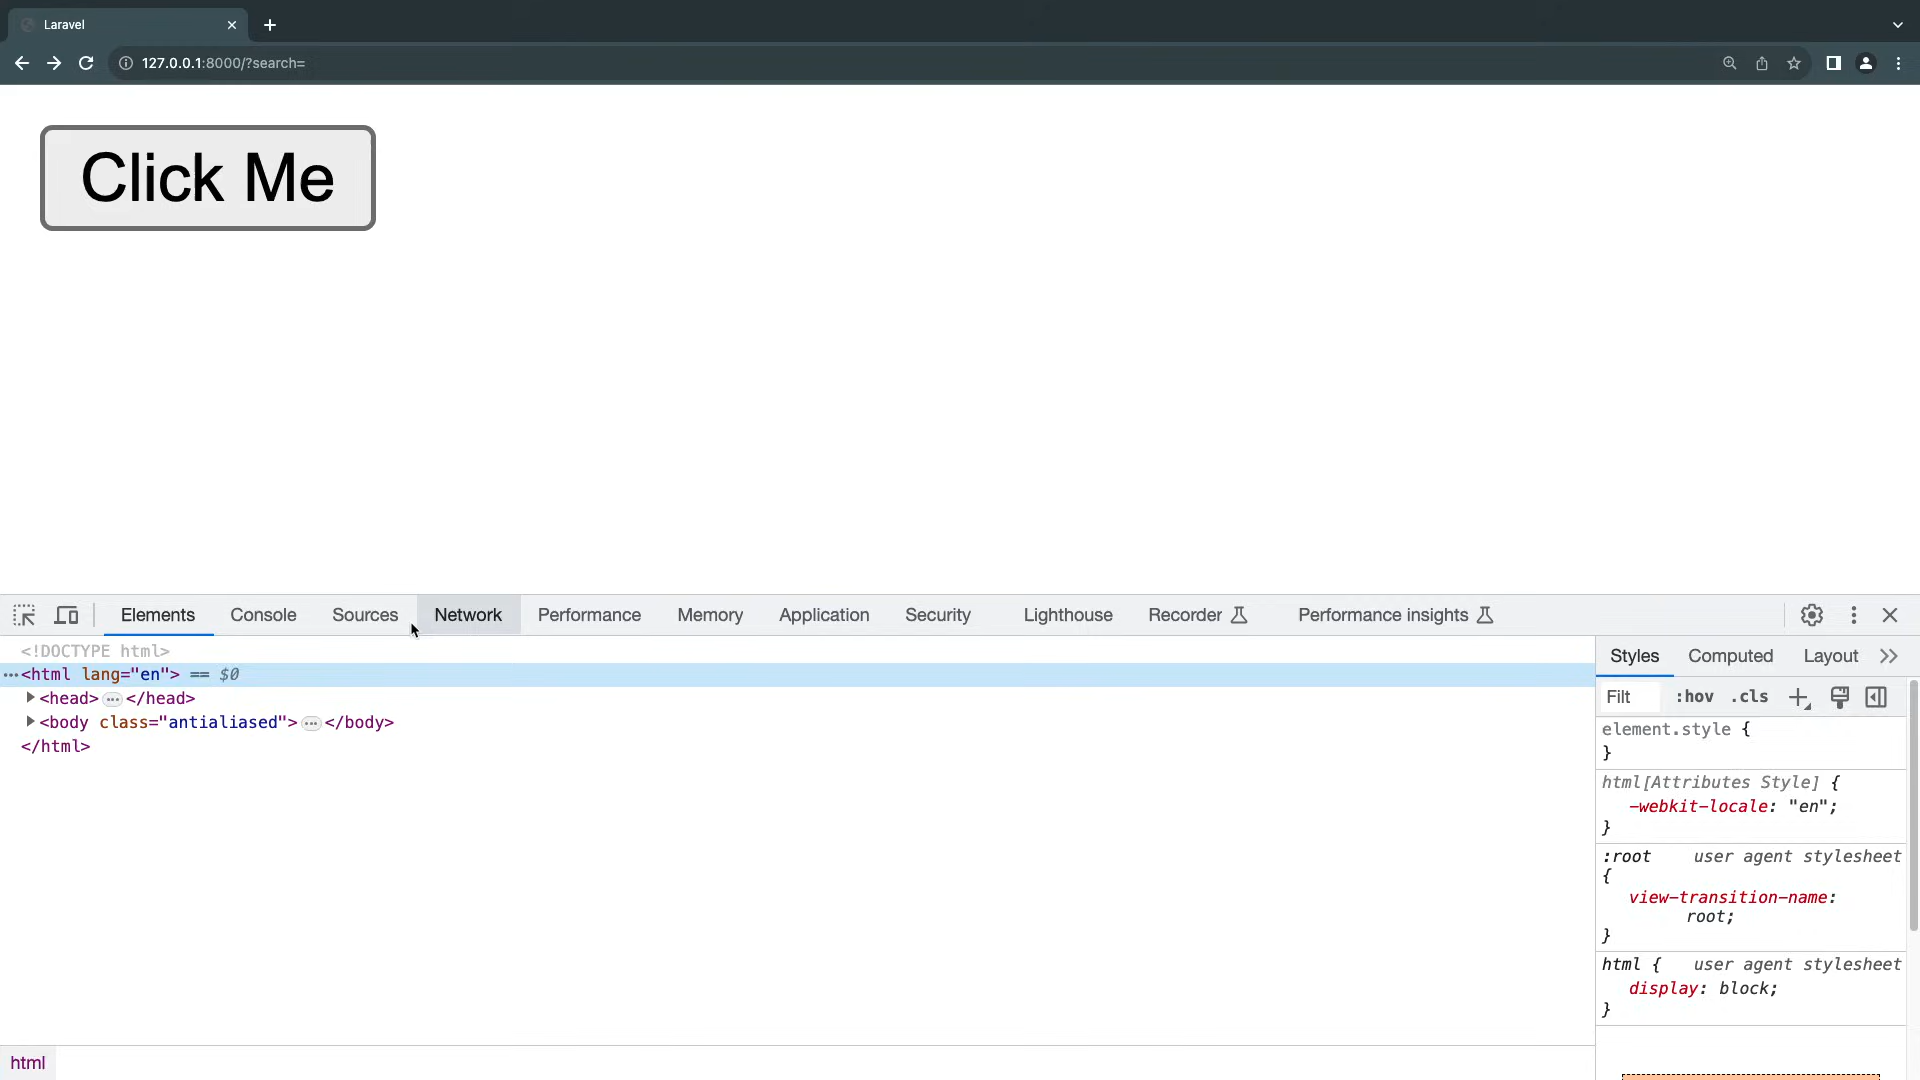 Laravel
127.0.0.1:8000/?search=
Click Me
Elements Console Sources Network Performance Memory Application Security Lighthouse Recorder Performance insights
<!DOCTYPE html>
<html lang="en"> == $0
<head> </head>
<body class="antialiased"> </body>
</html>
html
Styles Computed Layout
Filt :hov .cls
element.style {
}
html[Attributes Style] {
-webkit-locale: "en";
}
:root user agent stylesheet
{
view-transition-name:
root;
}
html { user agent stylesheet
display: block;
}